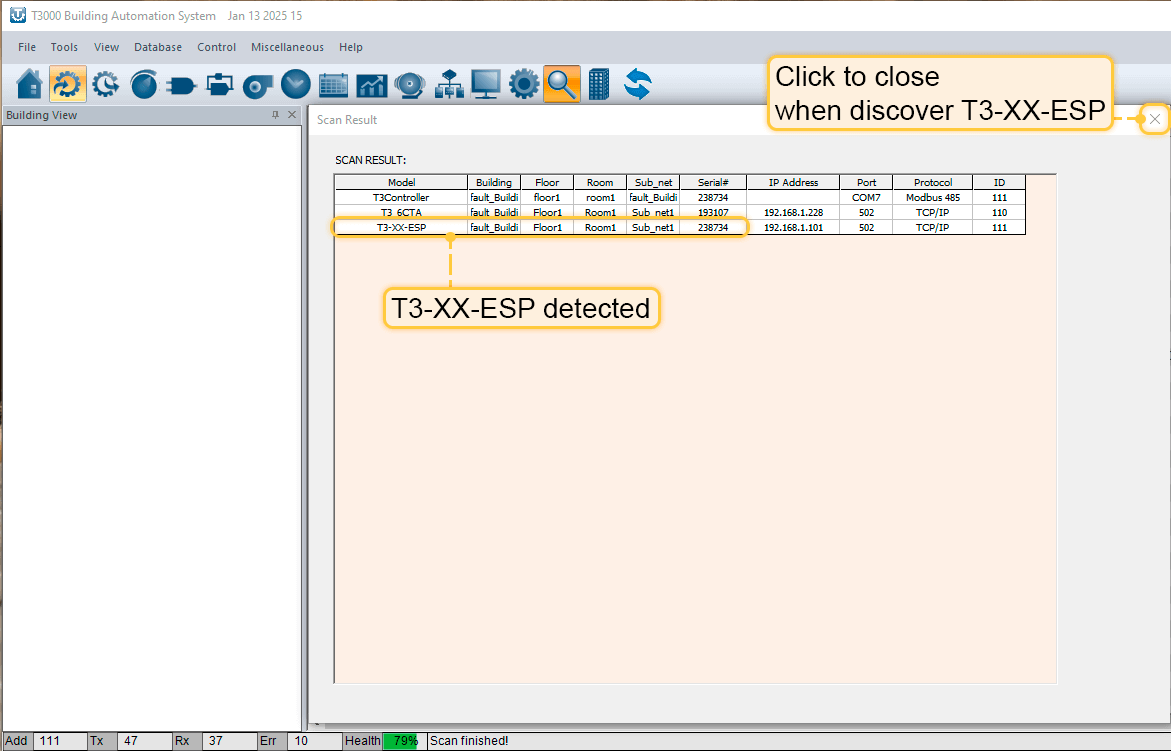 T3000 Building Automation System Jan 13 2025 15
File Tools View Database Control Miscellaneous Help
Click to close
when discover T3-XX-ESP
Building View
Scan Result
SCAN RESULT:
Model Building Floor Room Sub_net Serial# IP Address Port Protocol ID
T3Controller fault_Buildi floor1 room1 fault_Buildi 238734 COM7 Modbus 485 111
T3_6CTA fault_Buildi Floor1 Room1 Sub_net1 193107 192.168.1.228 502 TCP/IP 110
T3-XX-ESP fault_Buildi Floor1 Room1 Sub_net1 238734 192.168.1.101 502 TCP/IP 111
T3-XX-ESP detected
Add 111 Tx 47 Rx 37 Err 10 Health 79% Scan finished!